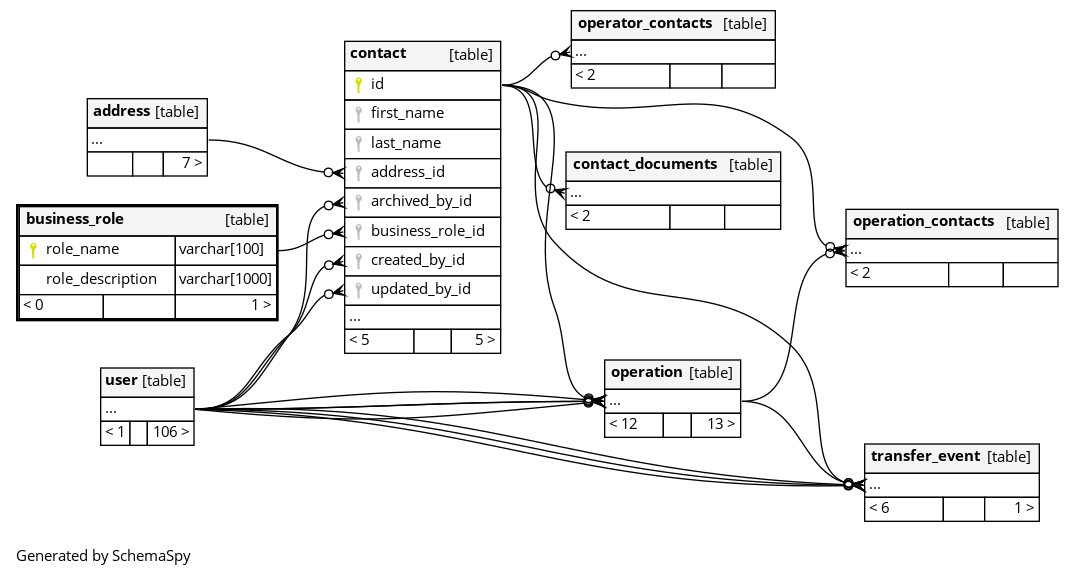 operator_contacts [table]
...
< 2
contact [table]
id
first_name
last_name
address_id
archived_by_id
business_role_id
created_by_id
updated_by_id
...
< 5 5 >
address [table]
...
7 >
contact_documents [table]
...
< 2
business_role [table]
role_name varchar[100]
role_description varchar[1000]
< 0 1 >
operation_contacts [table]
...
< 2
user [table]
...
< 1 106 >
operation [table]
...
< 12 13 >
transfer_event [table]
...
< 6 1 >
Generated by SchemaSpy